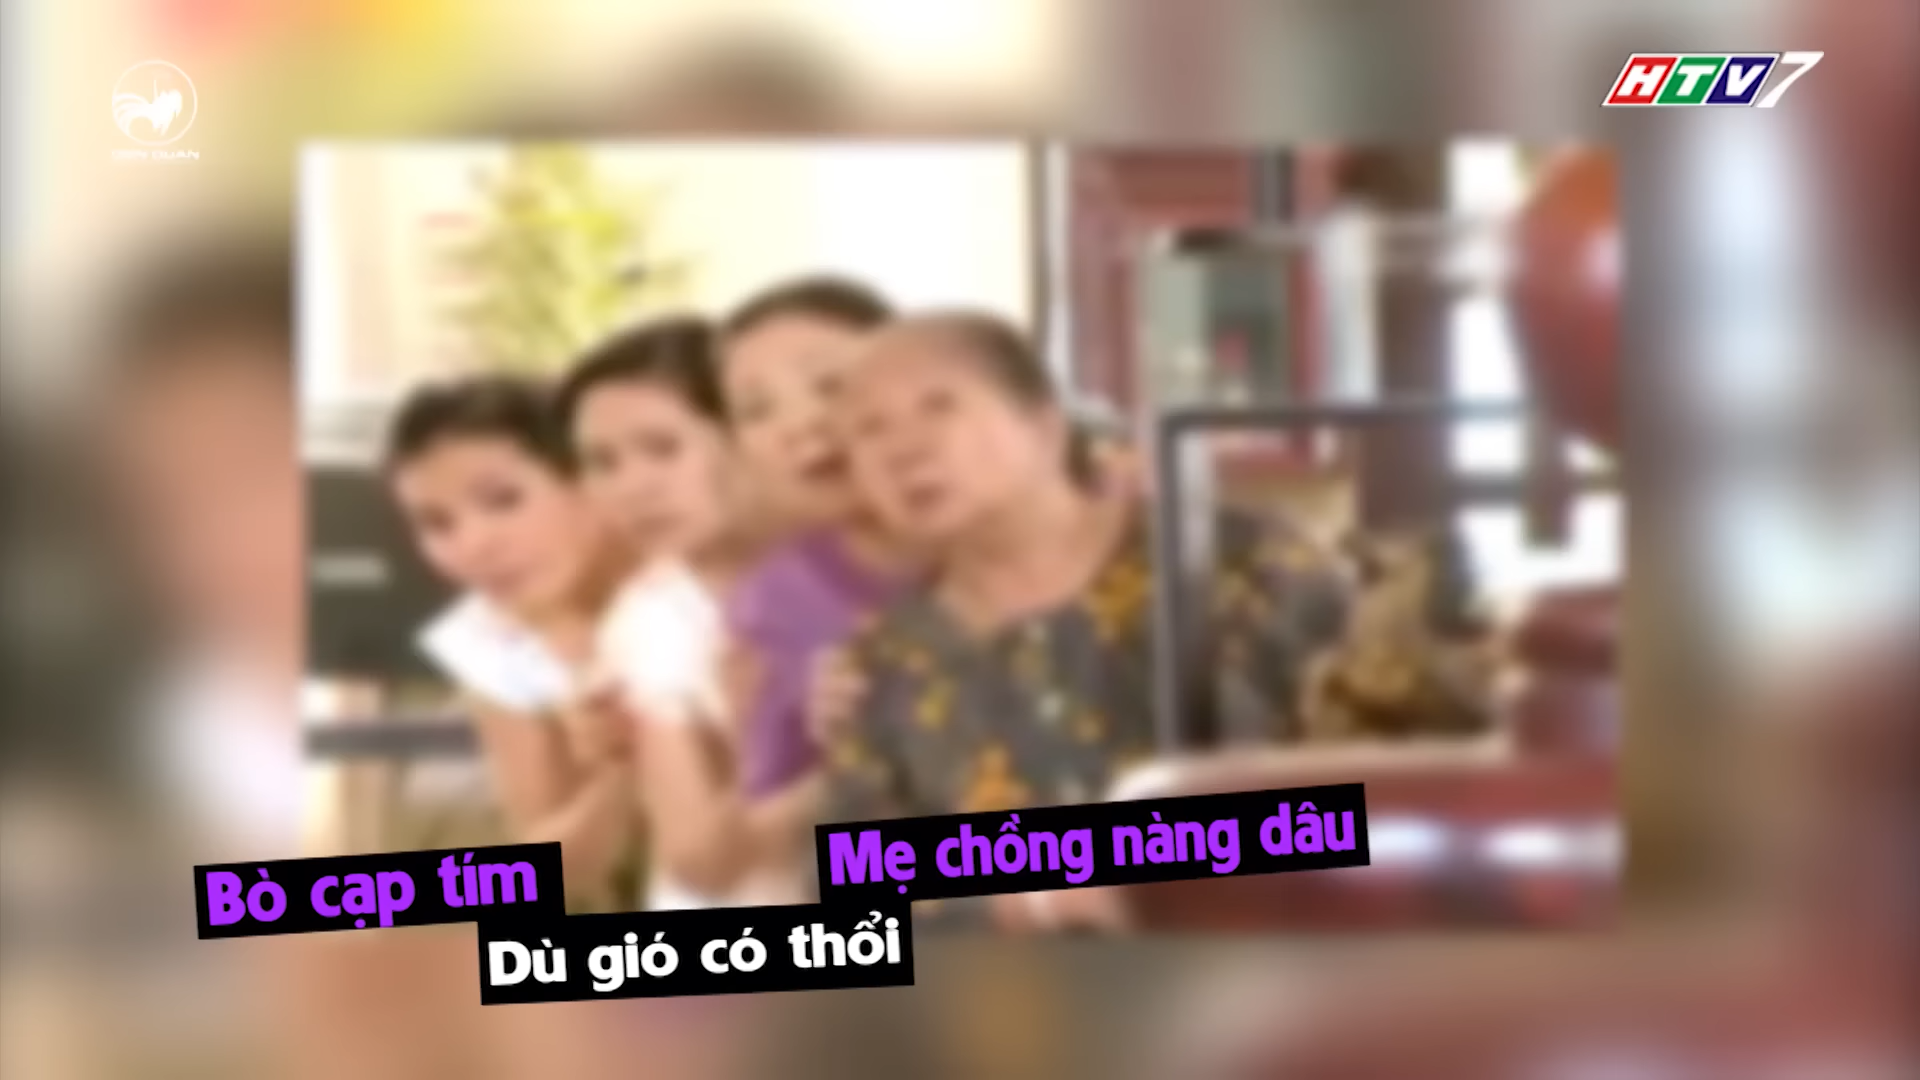 HTV7
Bò cạp tím
Mẹ chồng nàng dâu
Dù gió có thổi